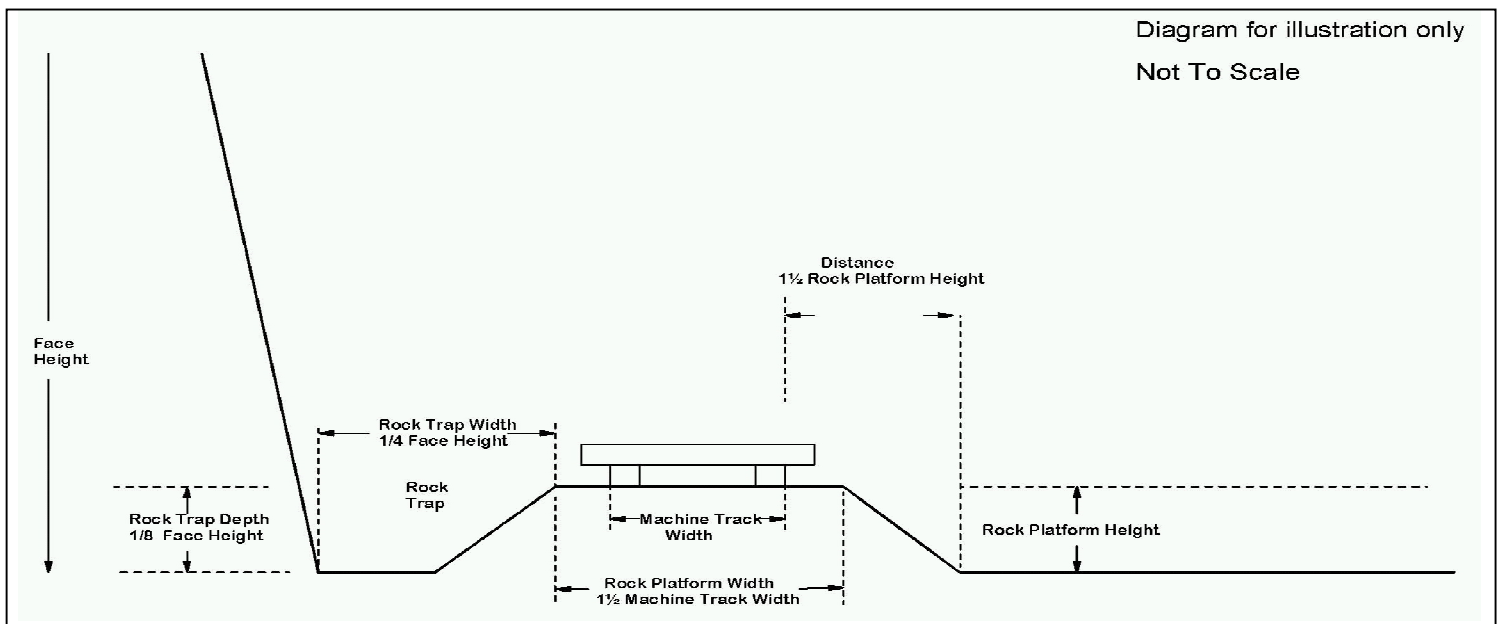 Diagram for illustration only
Not To Scale
Distance
1½ Rock Platform Height
Face
Height
Rock Trap Width
1/4 Face Height
Rock
Trap
Rock Trap Depth
1/8 Face Height
Machine Track
Width
Rock Platform Height
Rock Platform Width
1½ Machine Track Width